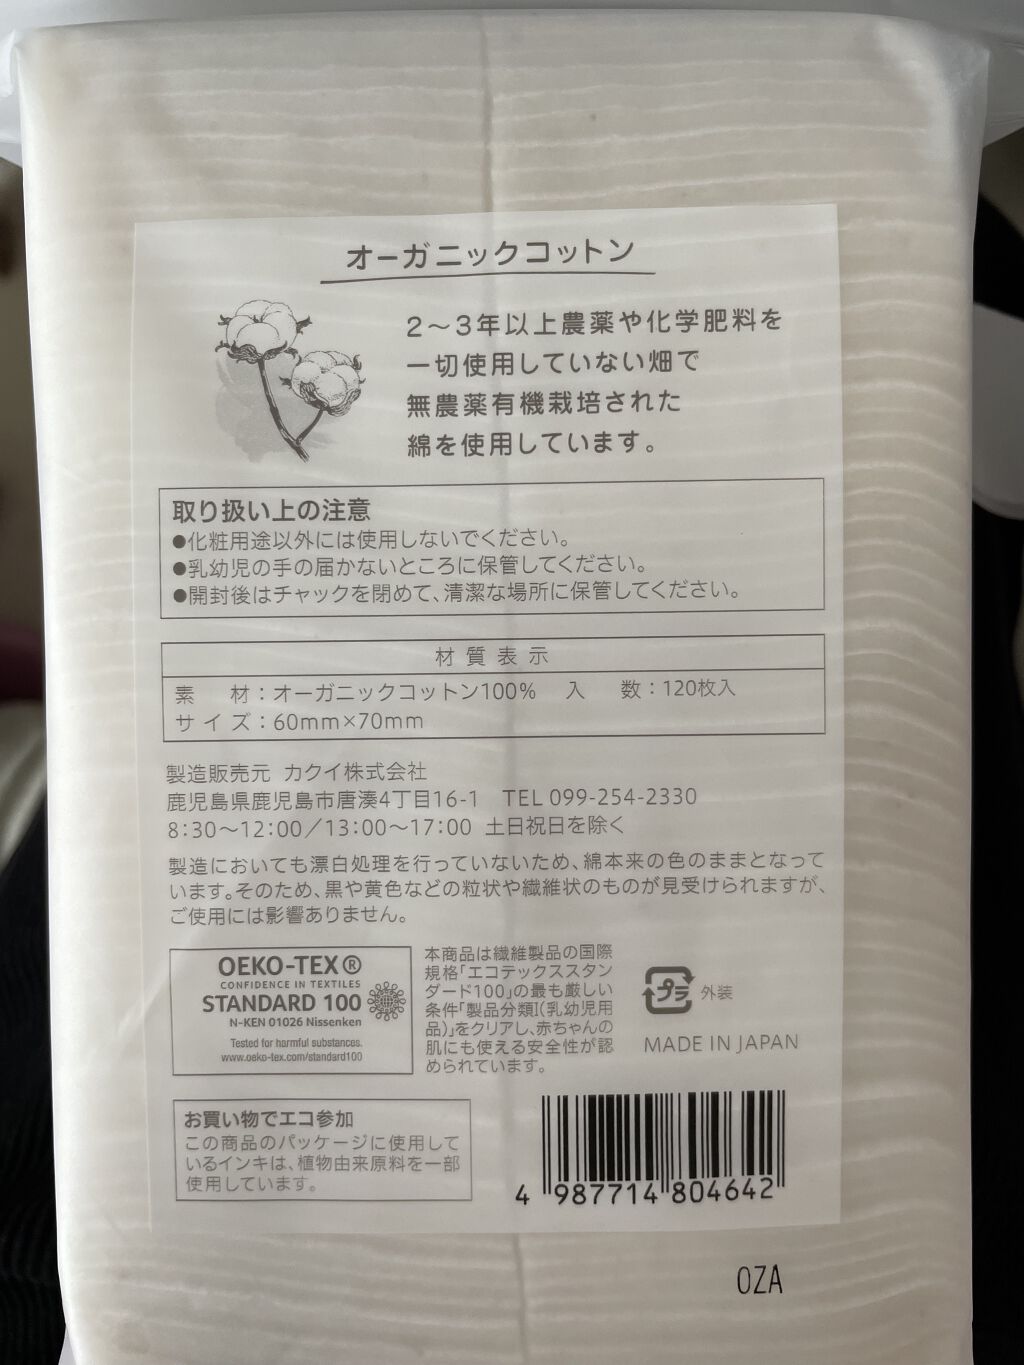 オーガニックコットン
2〜3年以上農薬や化学肥料を
一切使用していない畑で
無農薬有機栽培された
綿を使用しています。
取り扱い上の注意
●化粧用途以外には使用しないでください。
●乳幼児の手の届かないところに保管してください。
●開封後はチャックを閉めて、清潔な場所に保管してください。
材質表示
素　材：オーガニックコットン100%　入　数：120枚入
サイズ：60mm×70mm
製造販売元 カクイ株式会社
鹿児島県鹿児島市唐湊4丁目16-1　TEL 099-254-2330
8:30〜12:00／13:00〜17:00 土日祝日を除く
製造においても漂白処理を行っていないため、綿本来の色のままとなって
います。そのため、黒や黄色などの粒状や繊維状のものが見受けられますが、
ご使用には影響ありません。
OEKO-TEX®
CONFIDENCE IN TEXTILES
STANDARD 100
N-KEN 01026 Nissenken
Tested for harmful substances.
www.oeko-tex.com/standard100
本商品は繊維製品の国際
規格「エコテックススタン
ダード100」の最も厳しい
条件「製品分類I(乳幼児用
品)」をクリアし、赤ちゃんの
肌にも使える安全性が認
められています。
プラ 外装
MADE IN JAPAN
お買い物でエコ参加
この商品のパッケージに使用して
いるインキは、植物由来原料を一部
使用しています。
4 987714 804642
OZA